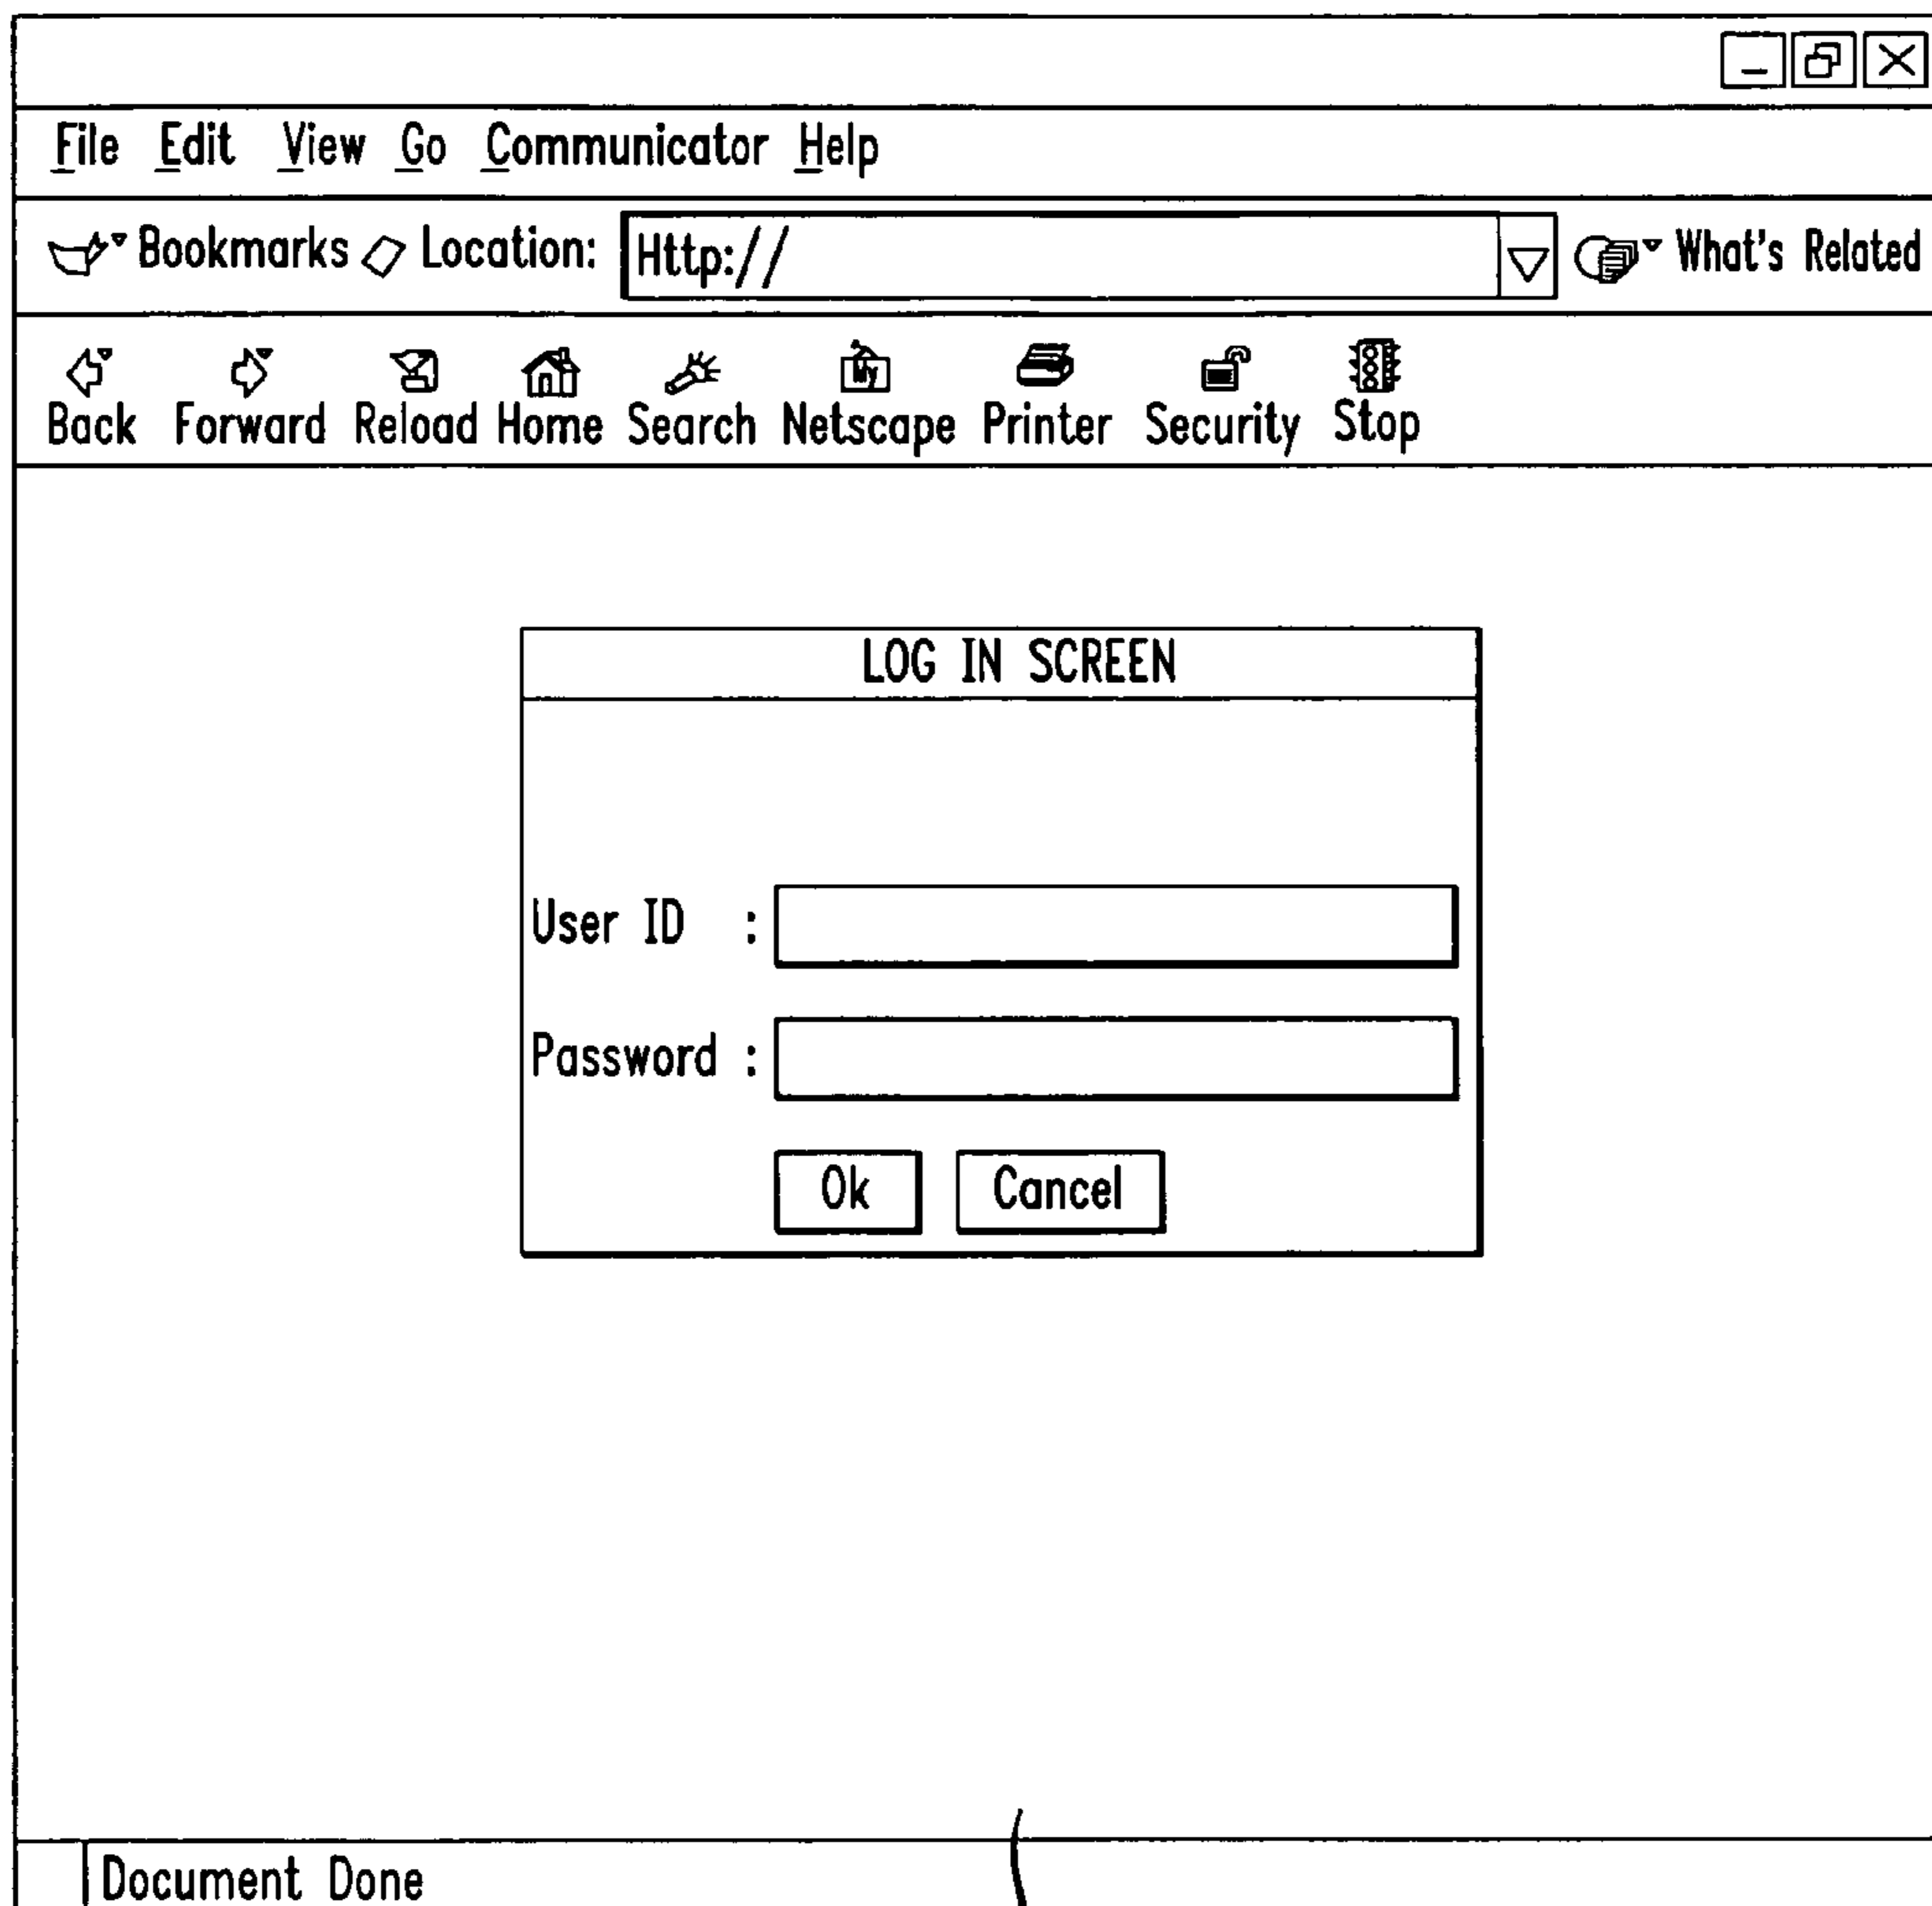 File Edit View Go Communicator Help
Bookmarks Location: Http:// What's Related
My
Back Forward Reload Home Search Netscape Printer Security Stop
LOG IN SCREEN
User ID :
Password :
Ok Cancel
Document Done